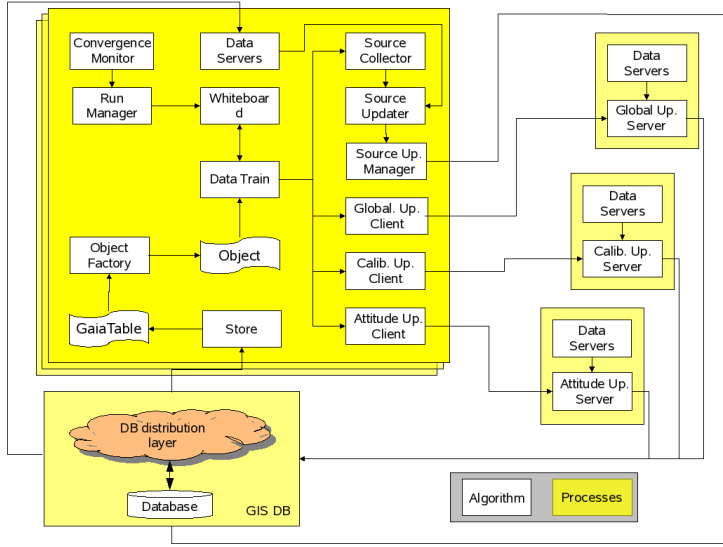 Convergence
Monitor
Data
Servers
Source
Collector
Run
Manager
Whiteboar
d
Source
Updater
Data Train
Source Up.
Manager
Global. Up.
Client
Object
Factory
Object
Calib. Up.
Client
GaiaTable
Store
Attitude Up.
Client
Data
Servers
Global Up.
Server
Data
Servers
Calib. Up.
Server
Data
Servers
Attitude Up.
Server
DB distribution
layer
Database
GIS DB
Algorithm
Processes